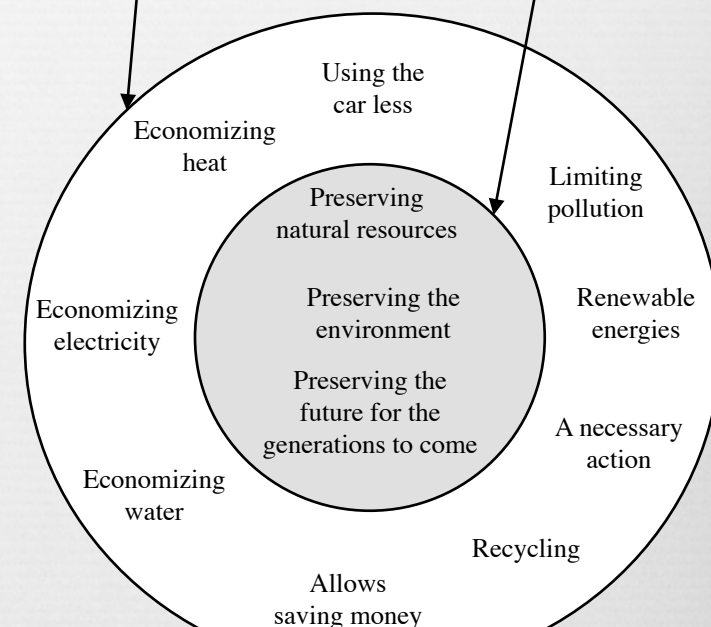 Using the
car less
Economizing
heat
Limiting
pollution
Preserving
natural resources
Economizing
electricity
Preserving the
environment
Renewable
energies
Preserving the
future for the
generations to come
A necessary
action
Economizing
water
Recycling
Allows
saving money